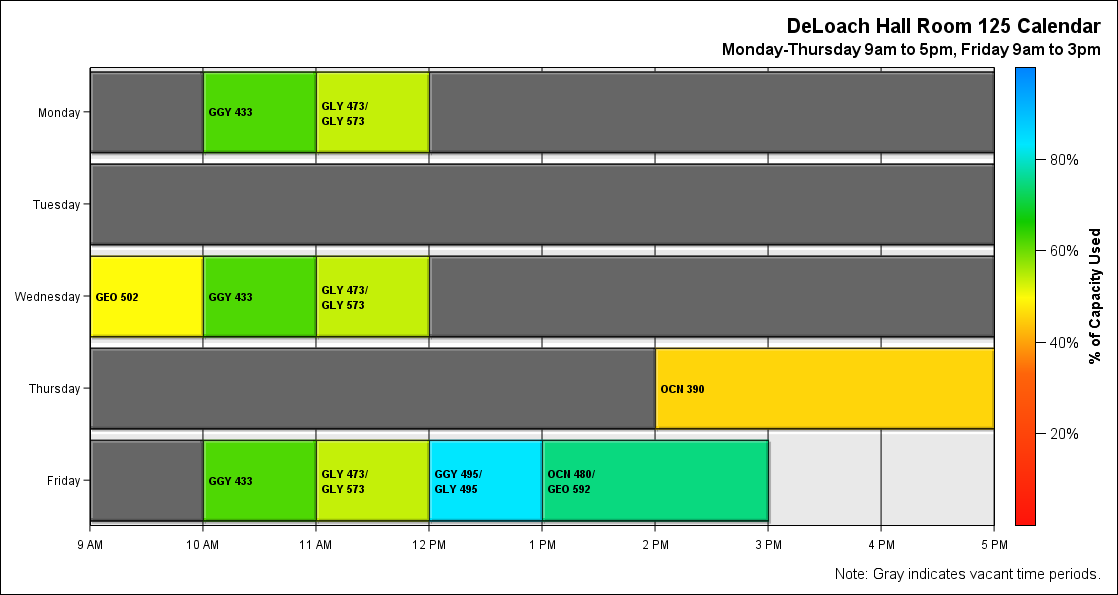 DeLoach Hall Room 125 Calendar
Monday-Thursday 9am to 5pm, Friday 9am to 3pm
Monday
GGY 433
GLY 473/
GLY 573
Tuesday
Wednesday
GEO 502
GGY 433
GLY 473/
GLY 573
Thursday
OCN 390
Friday
GGY 433
GLY 473/
GLY 573
GGY 495/
GLY 495
OCN 480/
GEO 592
9 AM
10 AM
11 AM
12 PM
1 PM
2 PM
3 PM
4 PM
5 PM
80%
60%
40%
20%
% of Capacity Used
Note: Gray indicates vacant time periods.